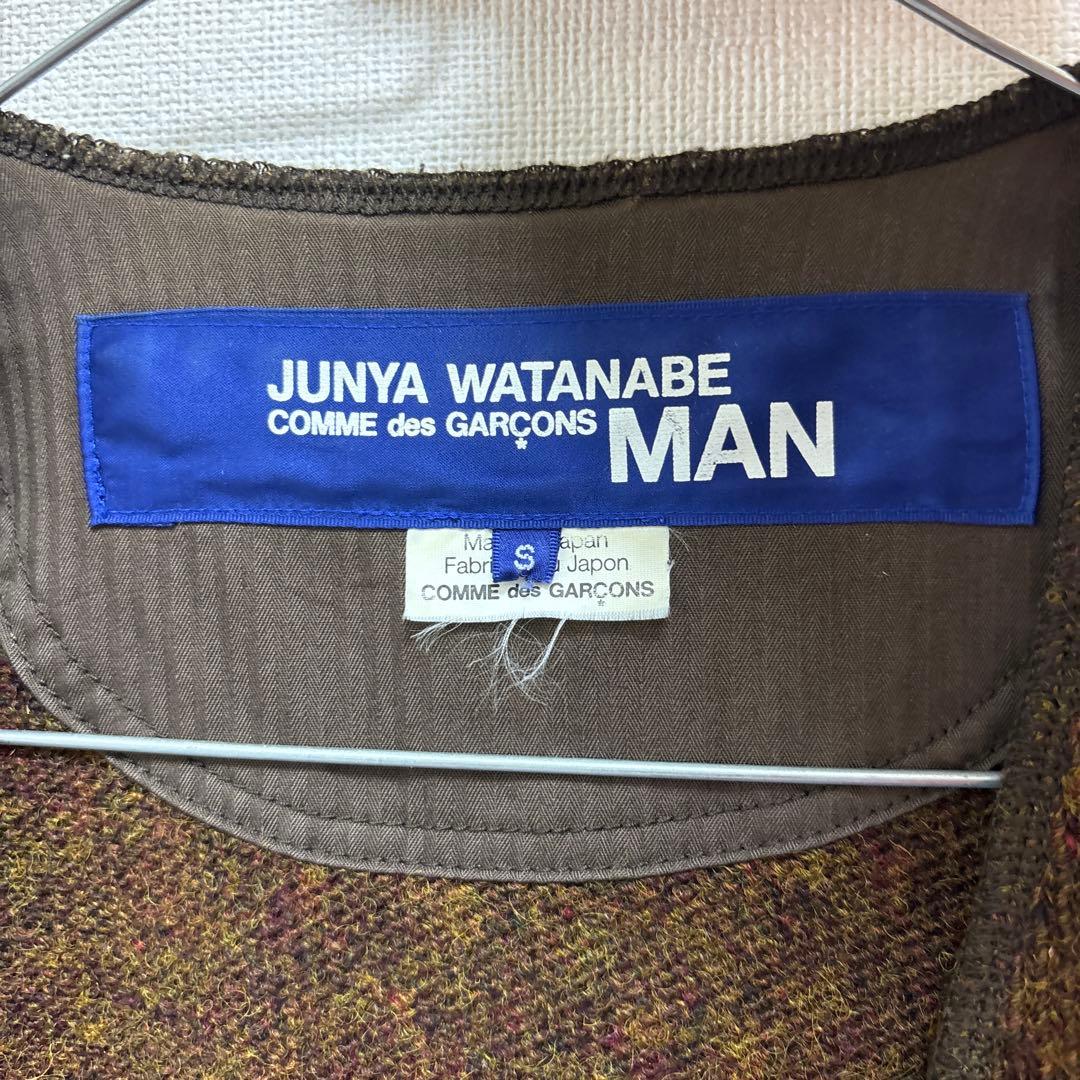 JUNYA WATANABE
COMME des GARÇONS MAN
*
S
Japon
COMME des GARÇONS
*